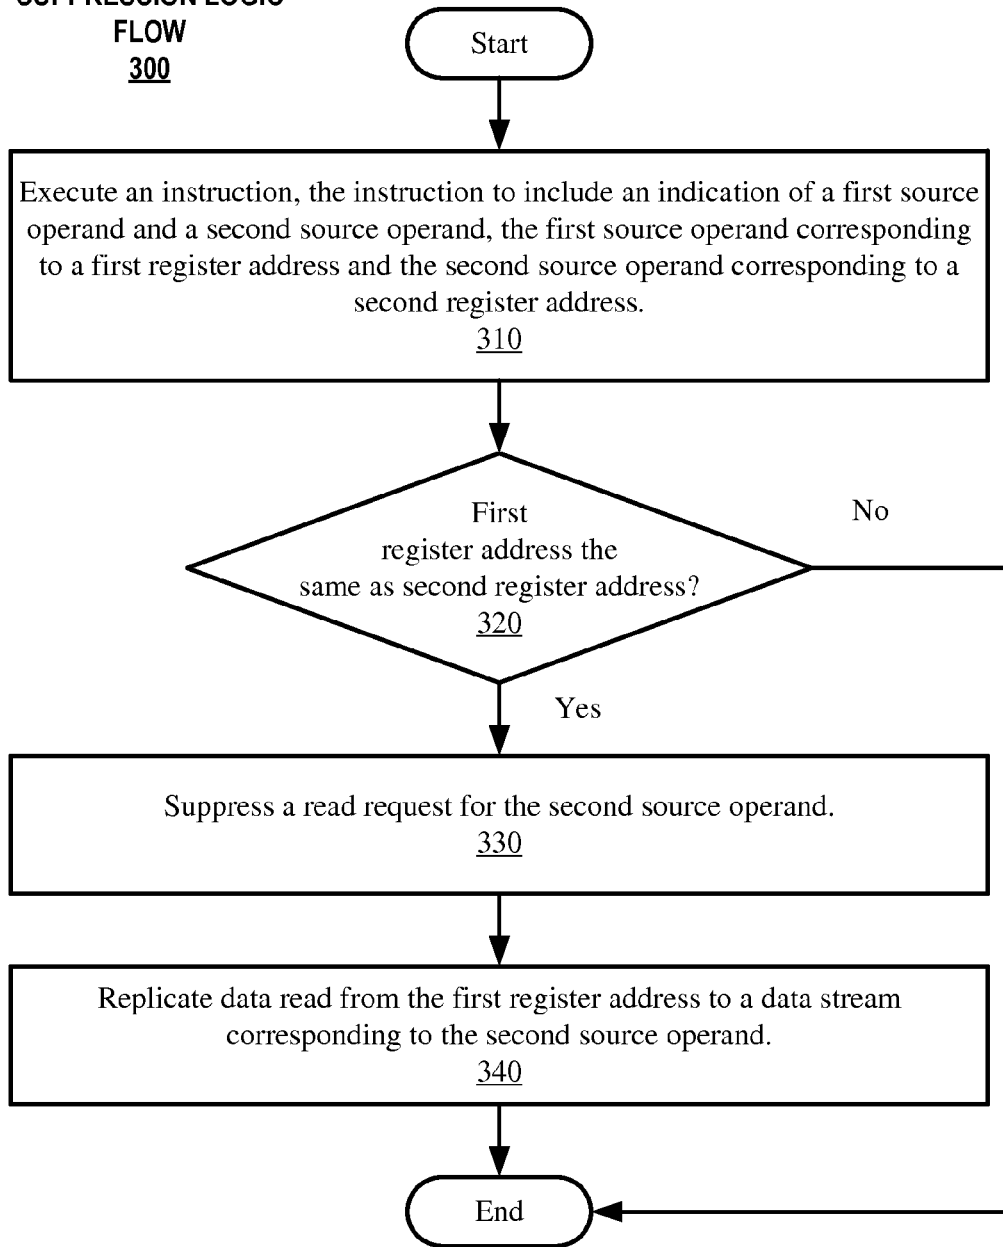 SUPPRESSION LOGIC
FLOW
300
Start
Execute an instruction, the instruction to include an indication of a first source
operand and a second source operand, the first source operand corresponding
to a first register address and the second source operand corresponding to a
second register address.
310
First
register address the
same as second register address?
320
No
Yes
Suppress a read request for the second source operand.
330
Replicate data read from the first register address to a data stream
corresponding to the second source operand.
340
End